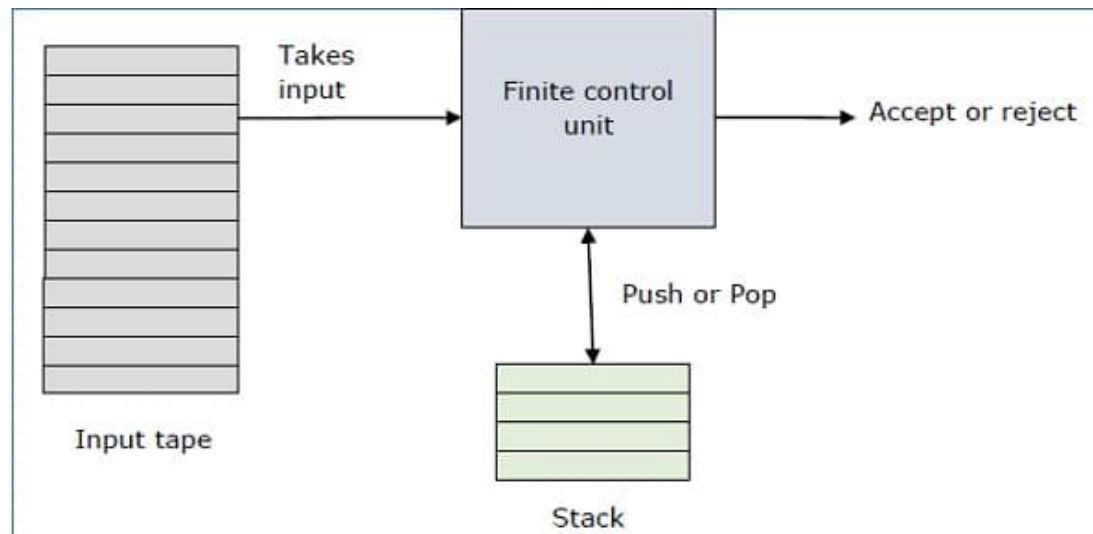 Takes
input
Finite control
unit
Accept or reject
Push or Pop
Input tape
Stack